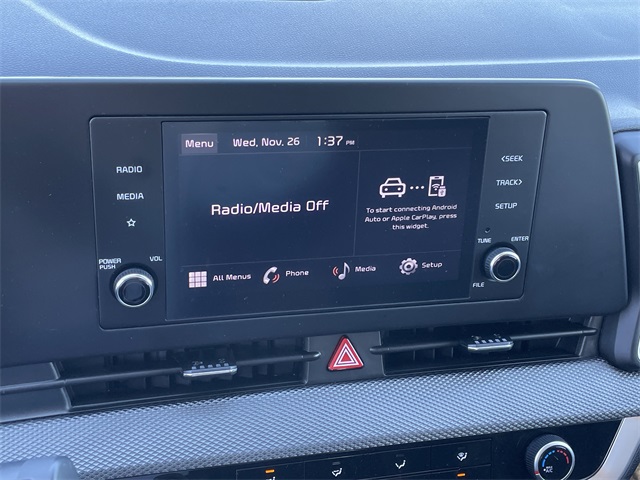 Menu Wed, Nov. 26 1:37 PM
RADIO
MEDIA
POWER
PUSH
VOL
Radio/Media Off
To start connecting Android
Auto or Apple CarPlay, press
this widget.
All Menus
Phone
Media
Setup
<SEEK
TRACK>
SETUP
TUNE
ENTER
FILE